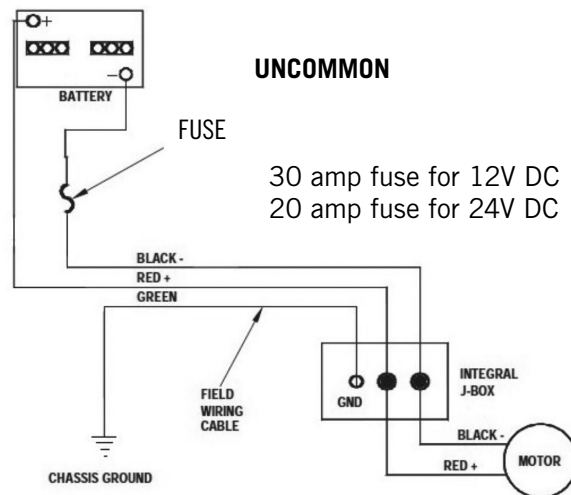 +
UNCOMMON
−
BATTERY
FUSE
30 amp fuse for 12V DC
20 amp fuse for 24V DC
BLACK -
RED +
GREEN
INTEGRAL
J-BOX
GND
FIELD
WIRING
CABLE
BLACK -
MOTOR
RED +
CHASSIS GROUND